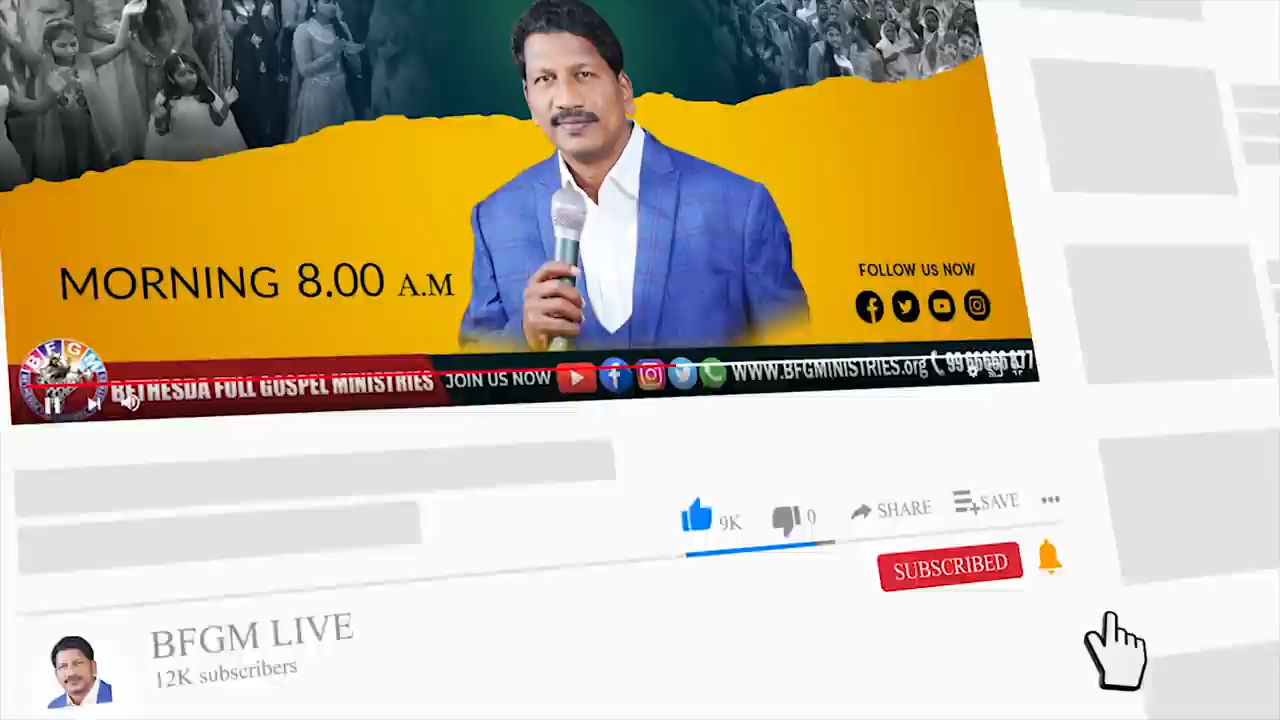 MORNING 8.00 A.M
FOLLOW US NOW
BFGM
BETHESDA FULL GOSPEL MINISTRIES
JOIN US NOW
WWW.BFGMINISTRIES.org
9K
0
SHARE
SAVE
SUBSCRIBED
BFGM LIVE
12K subscribers